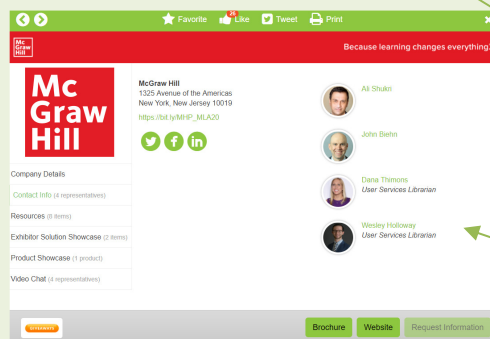 Favorite
26
Like
Tweet
Print
Mc
Graw
Hill
Because learning changes everything.
Mc
Graw
Hill
McGraw Hill
1325 Avenue of the Americas
New York, New Jersey 10019
https://bit.ly/MHP_MLA20
Company Details
Contact Info (4 representatives)
Resources (8 items)
Exhibitor Solution Showcase (2 items)
Product Showcase (1 product)
Video Chat (4 representatives)
Ali Shukri
John Biehn
Dana Thimons
User Services Librarian
Wesley Holloway
User Services Librarian
Brochure
Website
Request Information